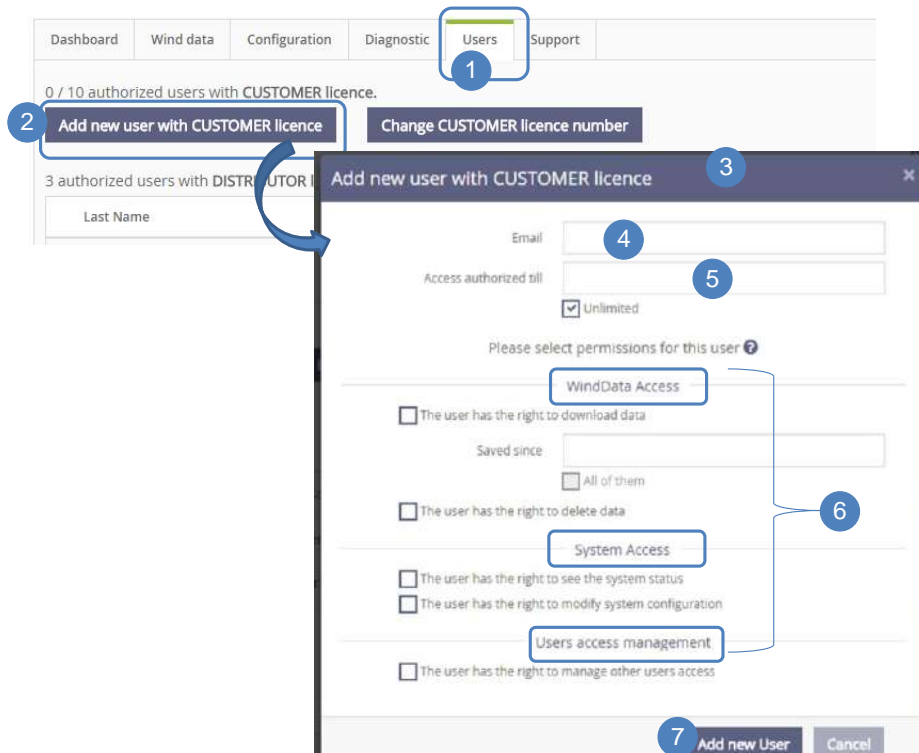 Dashboard Wind data Configuration Diagnostic Users Support
1
0 / 10 authorized users with CUSTOMER licence.
2 Add new user with CUSTOMER licence Change CUSTOMER licence number
3 authorized users with DISTR UTOR
Last Name
Add new user with CUSTOMER licence 3 ×
Email 4
Access authorized till 5
Unlimited
Please select permissions for this user ?
WindData Access
The user has the right to download data
Saved since
All of them
The user has the right to delete data
6
System Access
The user has the right to see the system status
The user has the right to modify system configuration
Users access management
The user has the right to manage other users access
7 Add new User Cancel